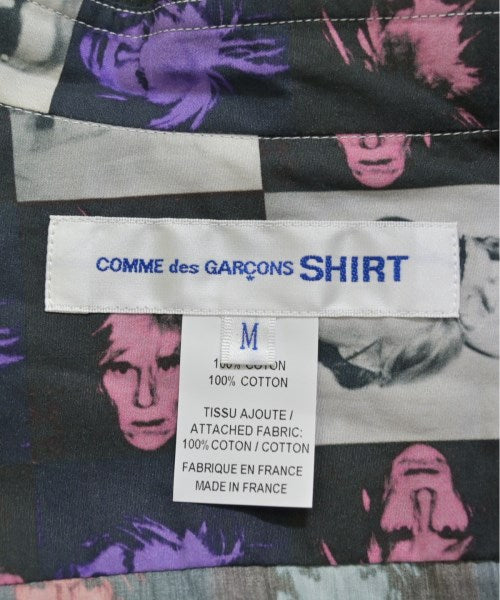 COMME des GARÇONS SHIRT
M
100% COTON
100% COTTON
TISSU AJOUTE /
ATTACHED FABRIC:
100% COTON / COTTON
FABRIQUE EN FRANCE
MADE IN FRANCE